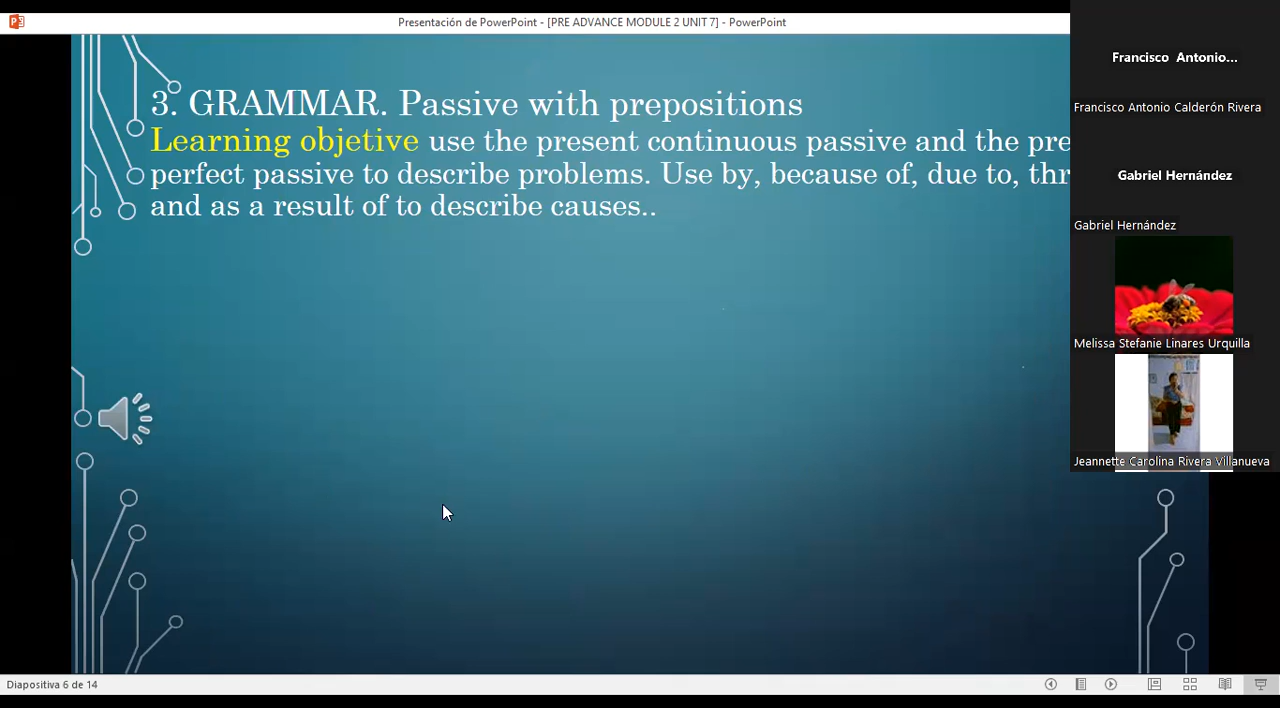 Presentación de PowerPoint - [PRE ADVANCE MODULE 2 UNIT 7] - PowerPoint
3. GRAMMAR. Passive with prepositions
Learning objetive use the present continuous passive and the pre
perfect passive to describe problems. Use by, because of, due to, thr
and as a result of to describe causes..
Francisco Antonio...
Francisco Antonio Calderón Rivera
Gabriel Hernández
Gabriel Hernández
Melissa Stefanie Linares Urquilla
Jeannette Carolina Rivera Villanueva
Diapositiva 6 de 14